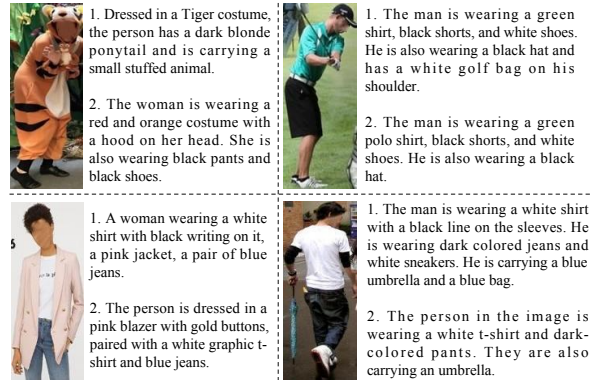 1. Dressed in a Tiger costume,
the person has a dark blonde
ponytail and is carrying a
small stuffed animal.
2. The woman is wearing a
red and orange costume with
a hood on her head. She is
also wearing black pants and
black shoes.
1. The man is wearing a green
shirt, black shorts, and white shoes.
He is also wearing a black hat and
has a white golf bag on his
shoulder.
2. The man is wearing a green
polo shirt, black shorts, and white
shoes. He is also wearing a black
hat.
1. A woman wearing a white
shirt with black writing on it,
a pink jacket, a pair of blue
jeans.
2. The person is dressed in a
pink blazer with gold buttons,
paired with a white graphic t-
shirt and blue jeans.
1. The man is wearing a white shirt
with a black line on the sleeves. He
is wearing dark colored jeans and
white sneakers. He is carrying a blue
umbrella and a blue bag.
2. The person in the image is
wearing a white t-shirt and dark-
colored pants. They are also
carrying an umbrella.